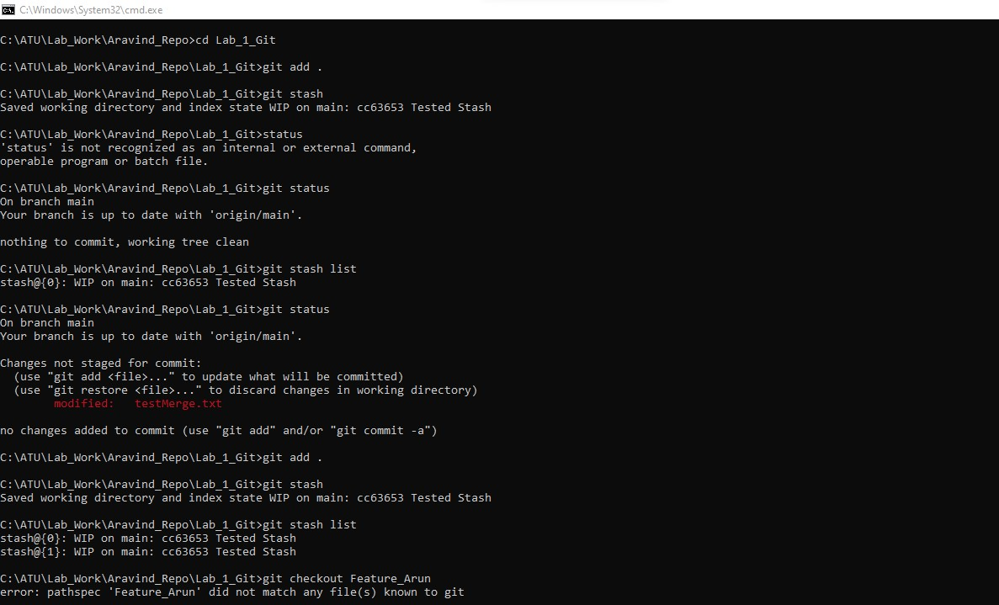 C:\Windows\System32\cmd.exe
C:\ATU\Lab_Work\Aravind_Repo>cd Lab_1_Git
C:\ATU\Lab_Work\Aravind_Repo\Lab_1_Git>git add .
C:\ATU\Lab_Work\Aravind_Repo\Lab_1_Git>git stash
Saved working directory and index state WIP on main: cc63653 Tested Stash
C:\ATU\Lab_Work\Aravind_Repo\Lab_1_Git>status
'status' is not recognized as an internal or external command,
operable program or batch file.
C:\ATU\Lab_Work\Aravind_Repo\Lab_1_Git>git status
On branch main
Your branch is up to date with 'origin/main'.
nothing to commit, working tree clean
C:\ATU\Lab_Work\Aravind_Repo\Lab_1_Git>git stash list
stash@{0}: WIP on main: cc63653 Tested Stash
C:\ATU\Lab_Work\Aravind_Repo\Lab_1_Git>git status
On branch main
Your branch is up to date with 'origin/main'.
Changes not staged for commit:
  (use "git add <file>..." to update what will be committed)
  (use "git restore <file>..." to discard changes in working directory)
        modified:   testMerge.txt
no changes added to commit (use "git add" and/or "git commit -a")
C:\ATU\Lab_Work\Aravind_Repo\Lab_1_Git>git add .
C:\ATU\Lab_Work\Aravind_Repo\Lab_1_Git>git stash
Saved working directory and index state WIP on main: cc63653 Tested Stash
C:\ATU\Lab_Work\Aravind_Repo\Lab_1_Git>git stash list
stash@{0}: WIP on main: cc63653 Tested Stash
stash@{1}: WIP on main: cc63653 Tested Stash
C:\ATU\Lab_Work\Aravind_Repo\Lab_1_Git>git checkout Feature_Arun
error: pathspec 'Feature_Arun' did not match any file(s) known to git